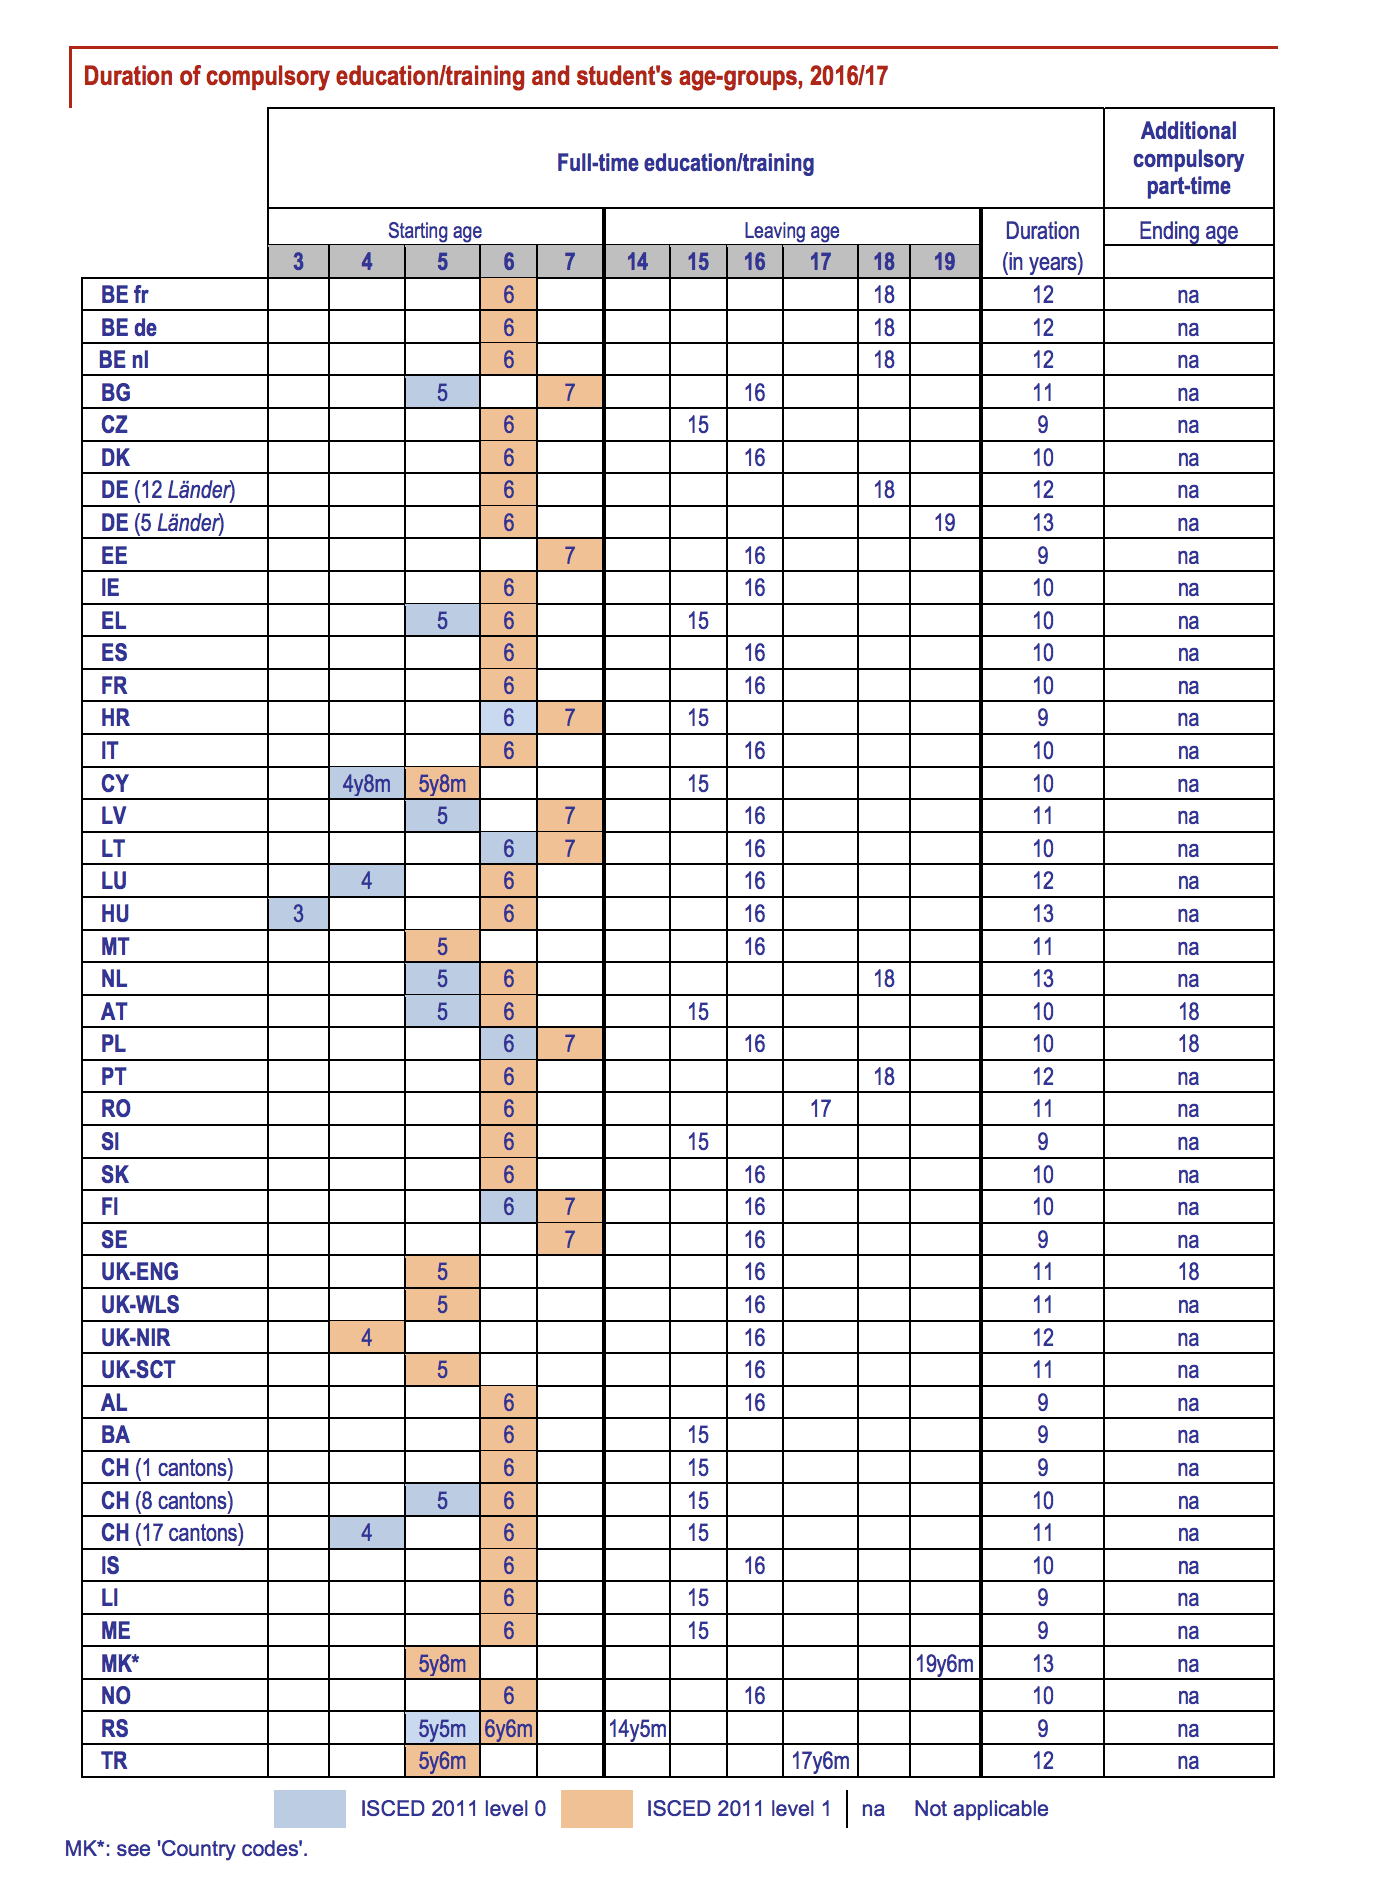 Duration of compulsory education/training and student's age-groups, 2016/17
Full-time education/training
Additional compulsory part-time
Starting age Leaving age Duration (in years) Ending age
3 4 5 6 7 14 15 16 17 18 19
BE fr 6 18 12 na
BE de 6 18 12 na
BE nl 6 18 12 na
BG 5 7 16 11 na
CZ 6 15 9 na
DK 6 16 10 na
DE (12 Länder) 6 18 12 na
DE (5 Länder) 6 19 13 na
EE 7 16 9 na
IE 6 16 10 na
EL 5 6 15 10 na
ES 6 16 10 na
FR 6 16 10 na
HR 6 7 15 9 na
IT 6 16 10 na
CY 4y8m 5y8m 15 10 na
LV 5 7 16 11 na
LT 6 7 16 10 na
LU 4 6 16 12 na
HU 3 6 16 13 na
MT 5 16 11 na
NL 5 6 18 13 na
AT 5 6 15 10 18
PL 6 7 16 10 18
PT 6 18 12 na
RO 6 17 11 na
SI 6 15 9 na
SK 6 16 10 na
FI 6 7 16 10 na
SE 7 16 9 na
UK-ENG 5 16 11 18
UK-WLS 5 16 11 na
UK-NIR 4 16 12 na
UK-SCT 5 16 11 na
AL 6 16 9 na
BA 6 15 9 na
CH (1 cantons) 6 15 9 na
CH (8 cantons) 5 6 15 10 na
CH (17 cantons) 4 6 15 11 na
IS 6 16 10 na
LI 6 15 9 na
ME 6 15 9 na
MK* 5y8m 19y6m 13 na
NO 6 16 10 na
RS 5y5m 6y6m 14y5m 9 na
TR 5y6m 17y6m 12 na
ISCED 2011 level 0 ISCED 2011 level 1 na Not applicable
MK*: see 'Country codes'.